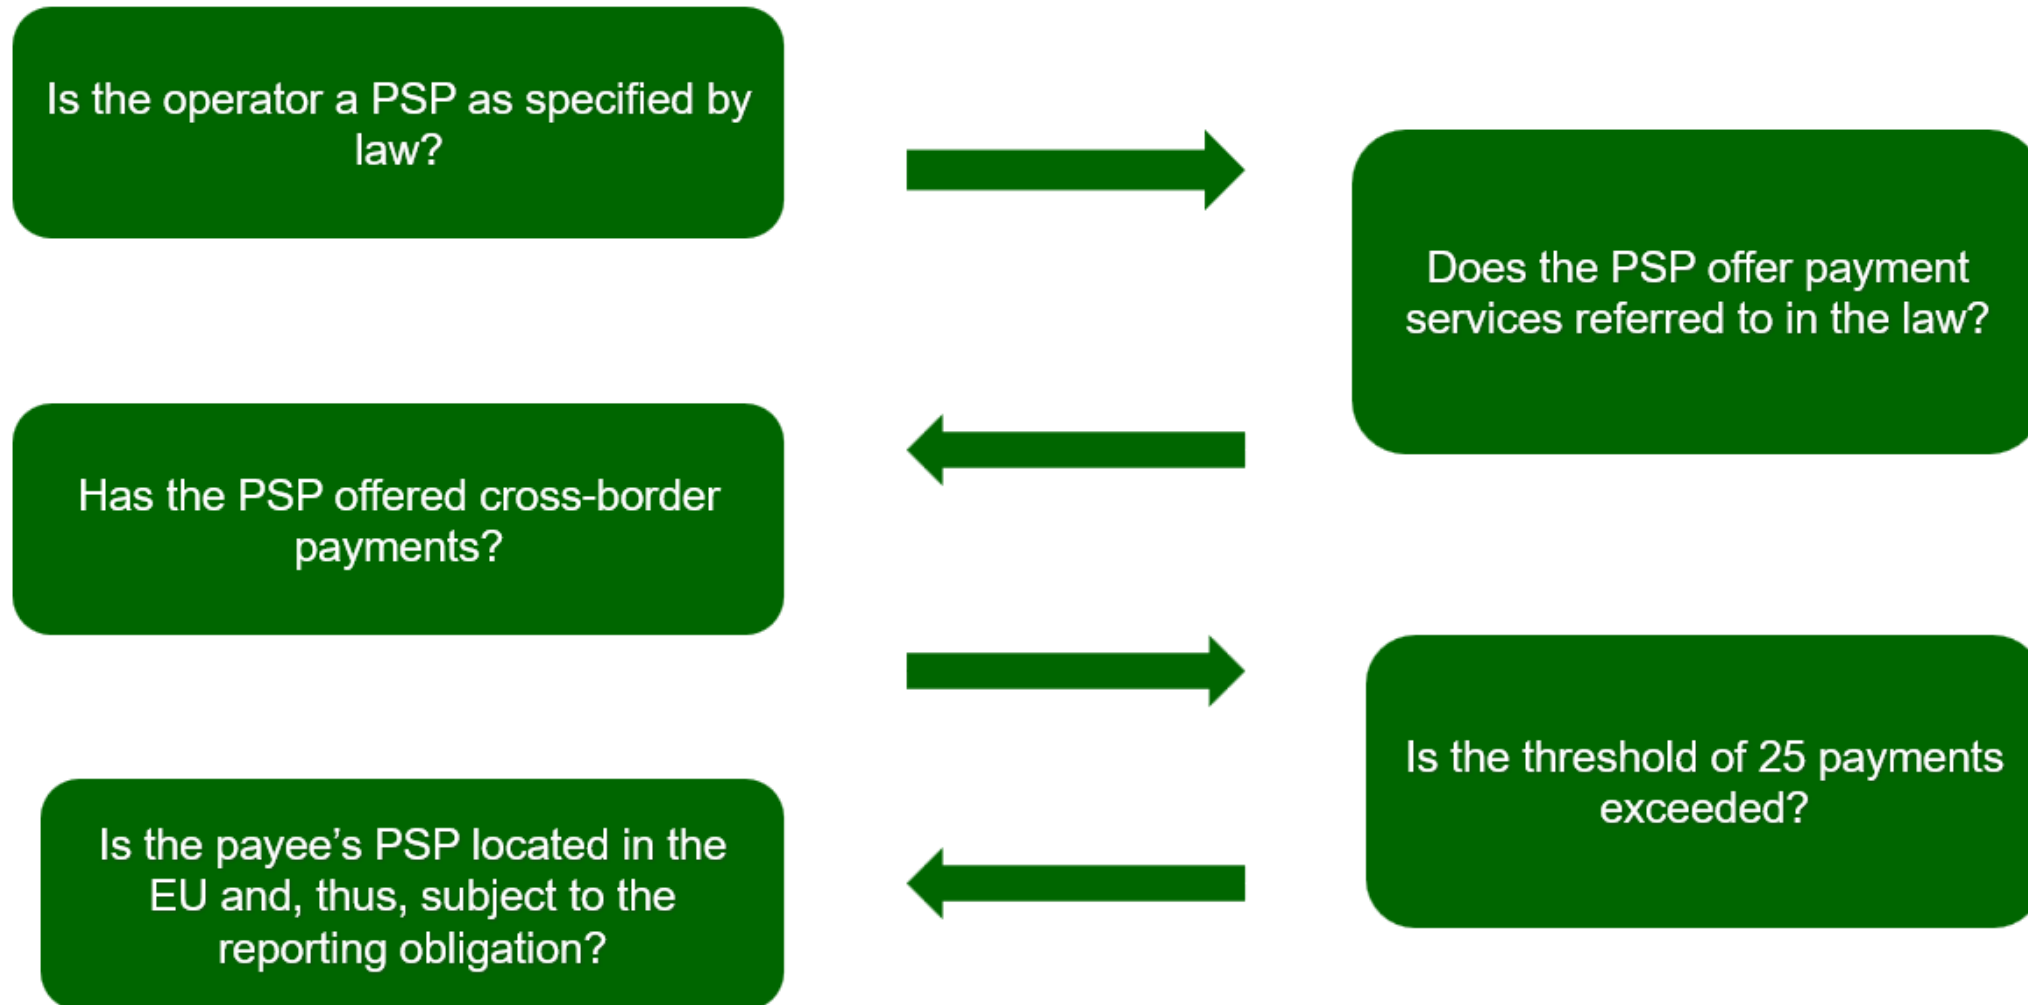 Is the operator a PSP as specified by
law?
Does the PSP offer payment
services referred to in the law?
Has the PSP offered cross-border
payments?
Is the threshold of 25 payments
exceeded?
Is the payee’s PSP located in the
EU and, thus, subject to the
reporting obligation?